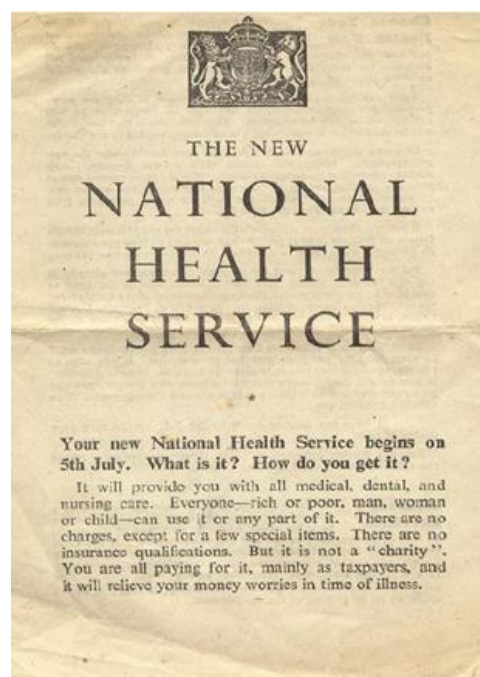 THE NEW
NATIONAL
HEALTH
SERVICE
Your new National Health Service begins on
5th July. What is it? How do you get it?
It will provide you with all medical, dental, and
nursing care. Everyone—rich or poor, man, woman
or child—can use it or any part of it. There are no
charges, except for a few special items. There are no
insurance qualifications. But it is not a "charity".
You are all paying for it, mainly as taxpayers, and
it will relieve your money worries in time of illness.